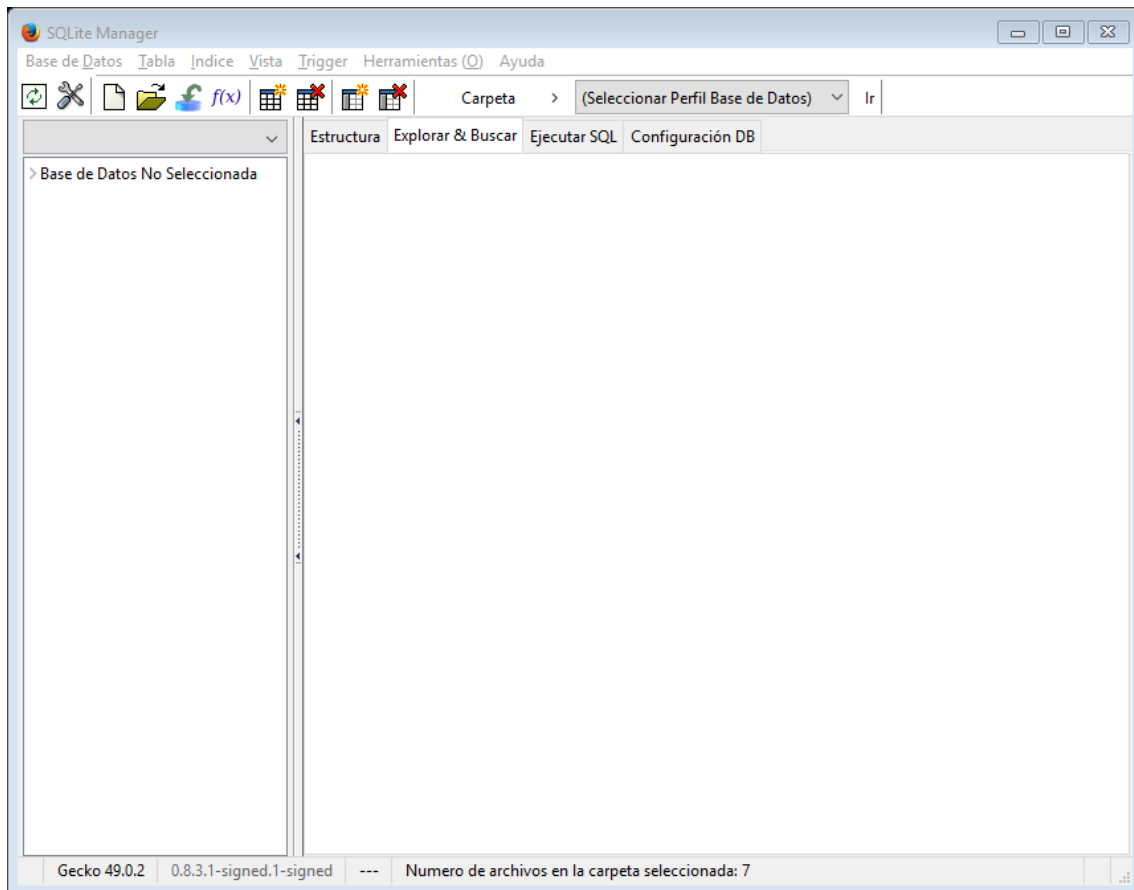 SQLite Manager
Base de Datos Tabla Indice Vista Trigger Herramientas (O) Ayuda
f(x) Carpeta > (Seleccionar Perfil Base de Datos) Ir
Estructura Explorar & Buscar Ejecutar SQL Configuración DB
Base de Datos No Seleccionada
Gecko 49.0.2 0.8.3.1-signed.1-signed --- Numero de archivos en la carpeta seleccionada: 7